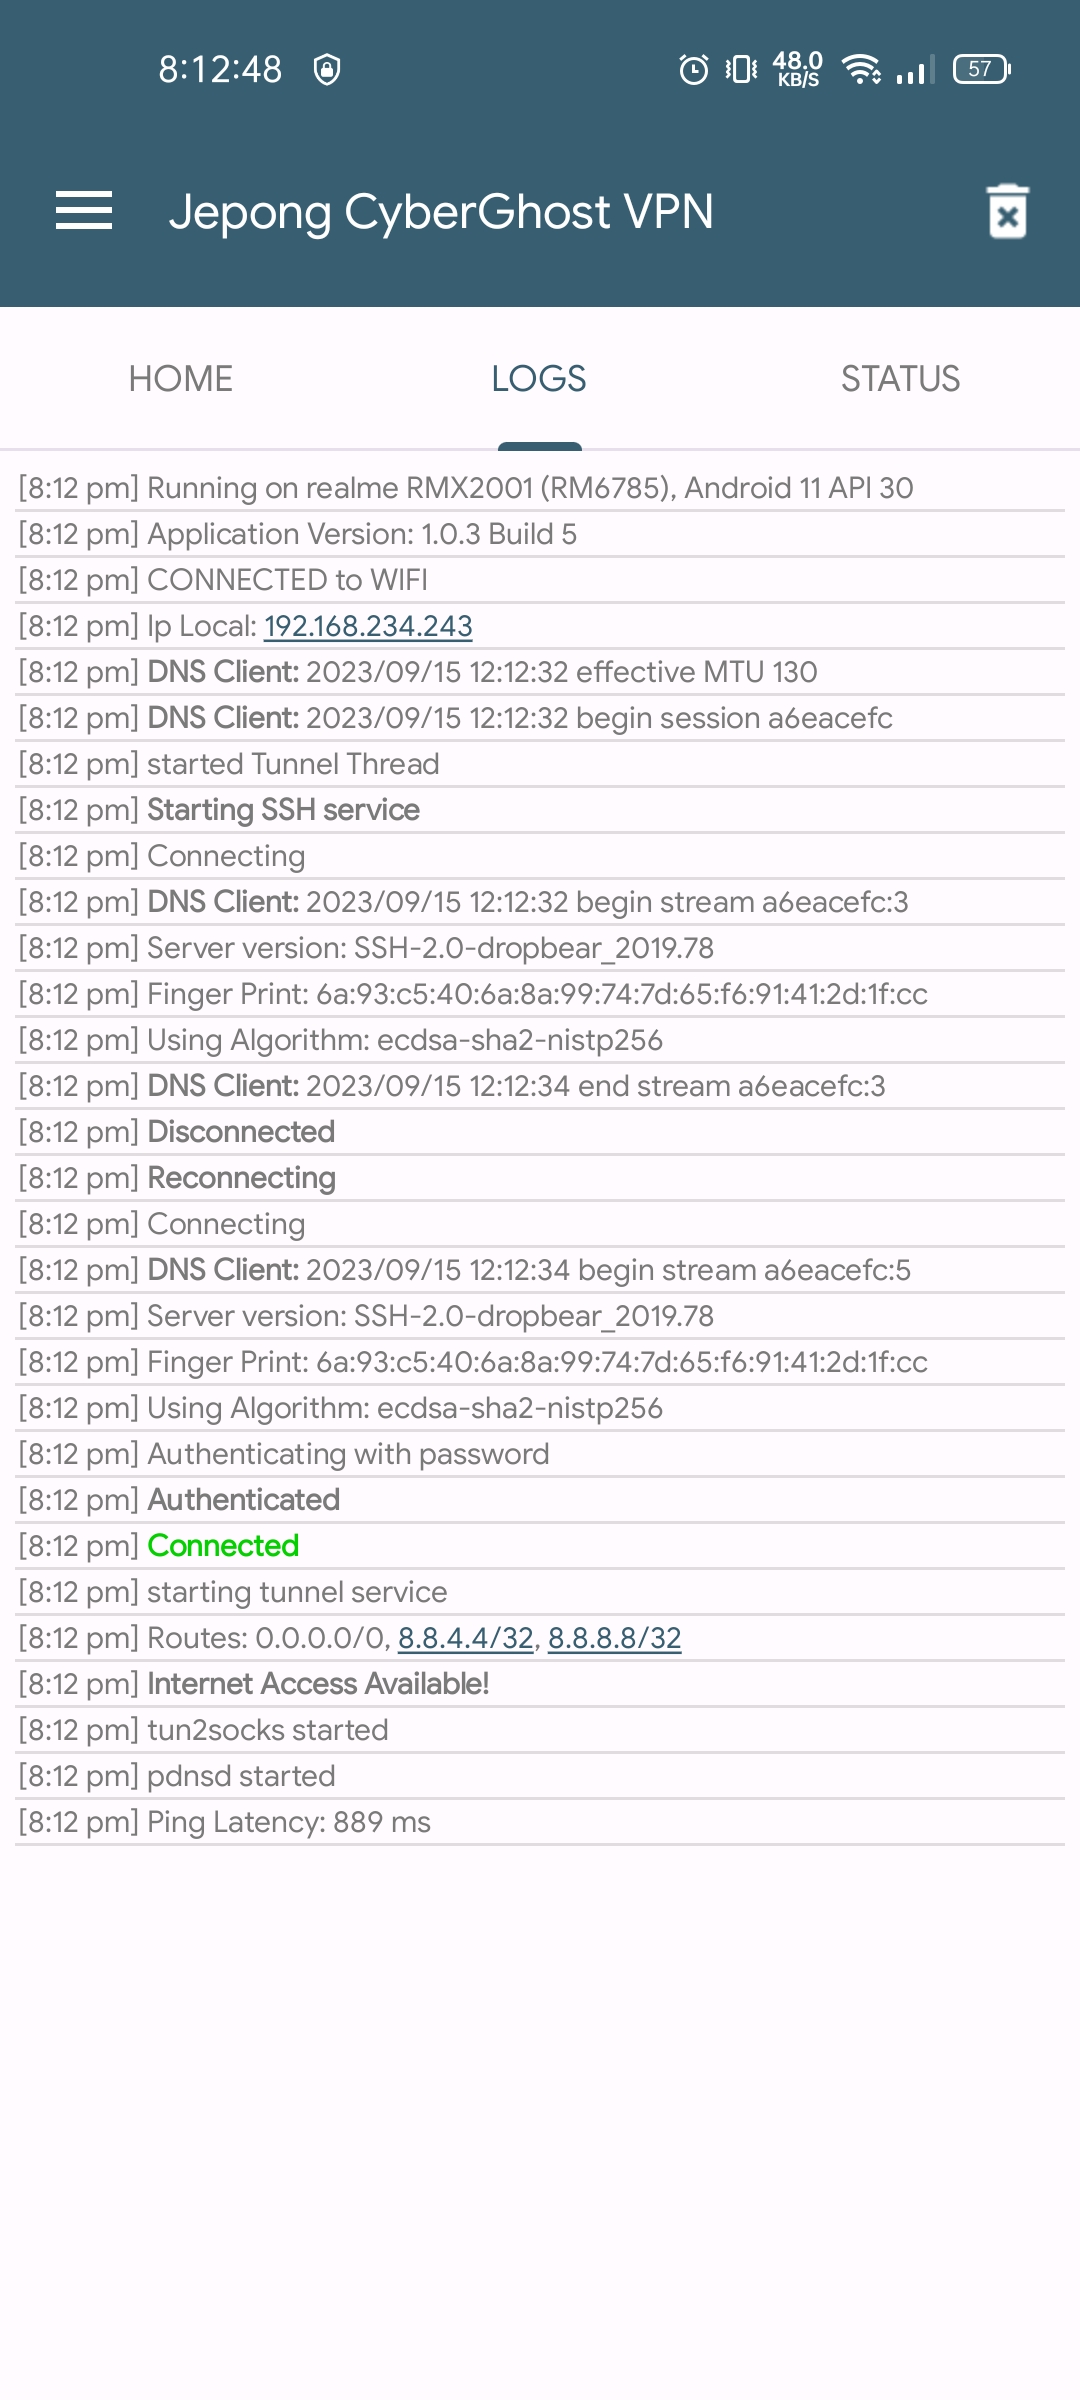 8:12:48 48.0 KB/S 57
Jepong CyberGhost VPN
HOME LOGS STATUS
[8:12 pm] Running on realme RMX2001 (RM6785), Android 11 API 30
[8:12 pm] Application Version: 1.0.3 Build 5
[8:12 pm] CONNECTED to WIFI
[8:12 pm] Ip Local: 192.168.234.243
[8:12 pm] DNS Client: 2023/09/15 12:12:32 effective MTU 130
[8:12 pm] DNS Client: 2023/09/15 12:12:32 begin session a6eacefc
[8:12 pm] started Tunnel Thread
[8:12 pm] Starting SSH service
[8:12 pm] Connecting
[8:12 pm] DNS Client: 2023/09/15 12:12:32 begin stream a6eacefc:3
[8:12 pm] Server version: SSH-2.0-dropbear_2019.78
[8:12 pm] Finger Print: 6a:93:c5:40:6a:8a:99:74:7d:65:f6:91:41:2d:1f:cc
[8:12 pm] Using Algorithm: ecdsa-sha2-nistp256
[8:12 pm] DNS Client: 2023/09/15 12:12:34 end stream a6eacefc:3
[8:12 pm] Disconnected
[8:12 pm] Reconnecting
[8:12 pm] Connecting
[8:12 pm] DNS Client: 2023/09/15 12:12:34 begin stream a6eacefc:5
[8:12 pm] Server version: SSH-2.0-dropbear_2019.78
[8:12 pm] Finger Print: 6a:93:c5:40:6a:8a:99:74:7d:65:f6:91:41:2d:1f:cc
[8:12 pm] Using Algorithm: ecdsa-sha2-nistp256
[8:12 pm] Authenticating with password
[8:12 pm] Authenticated
[8:12 pm] Connected
[8:12 pm] starting tunnel service
[8:12 pm] Routes: 0.0.0.0/0, 8.8.4.4/32, 8.8.8.8/32
[8:12 pm] Internet Access Available!
[8:12 pm] tun2socks started
[8:12 pm] pdnsd started
[8:12 pm] Ping Latency: 889 ms